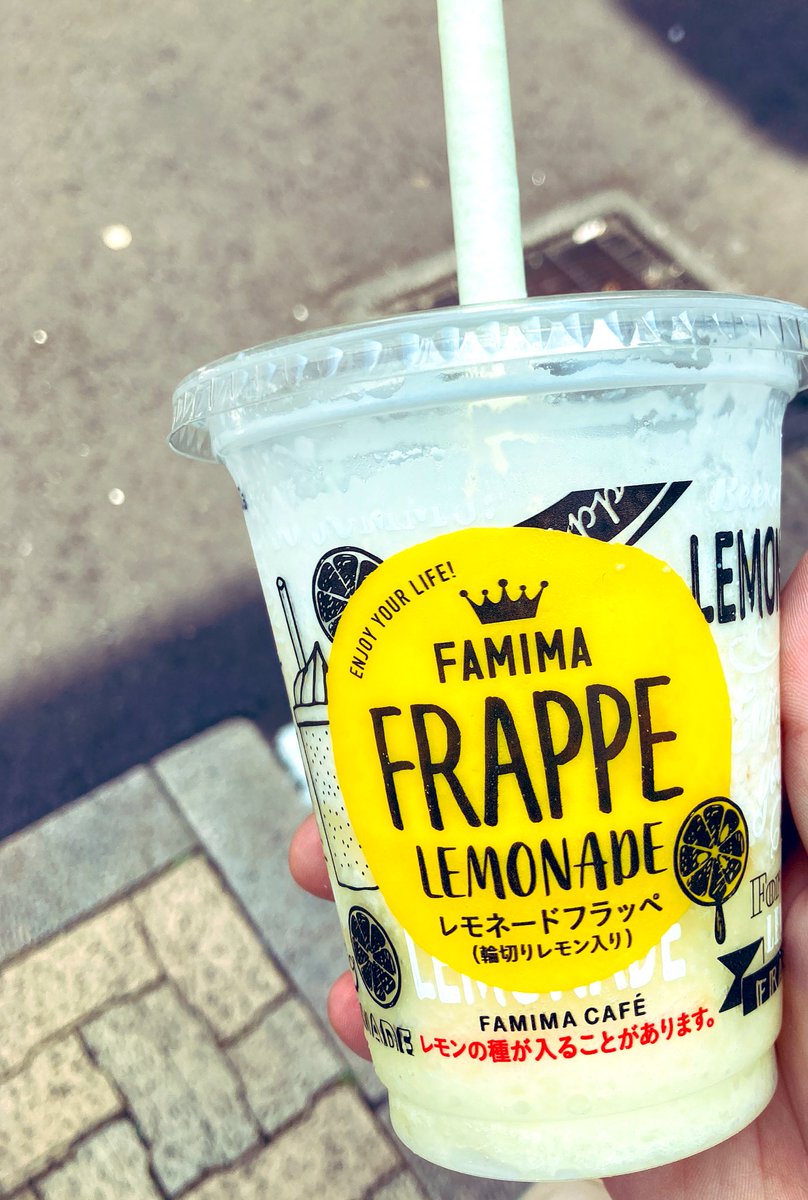 ENJOY YOUR LIFE!
FAMIMA
FRAPPE
LEMONADE
レモネードフラッペ
(輪切りレモン入り)
LEMONADE
FAMIMA CAFÉ
レモンの種が入ることがあります。